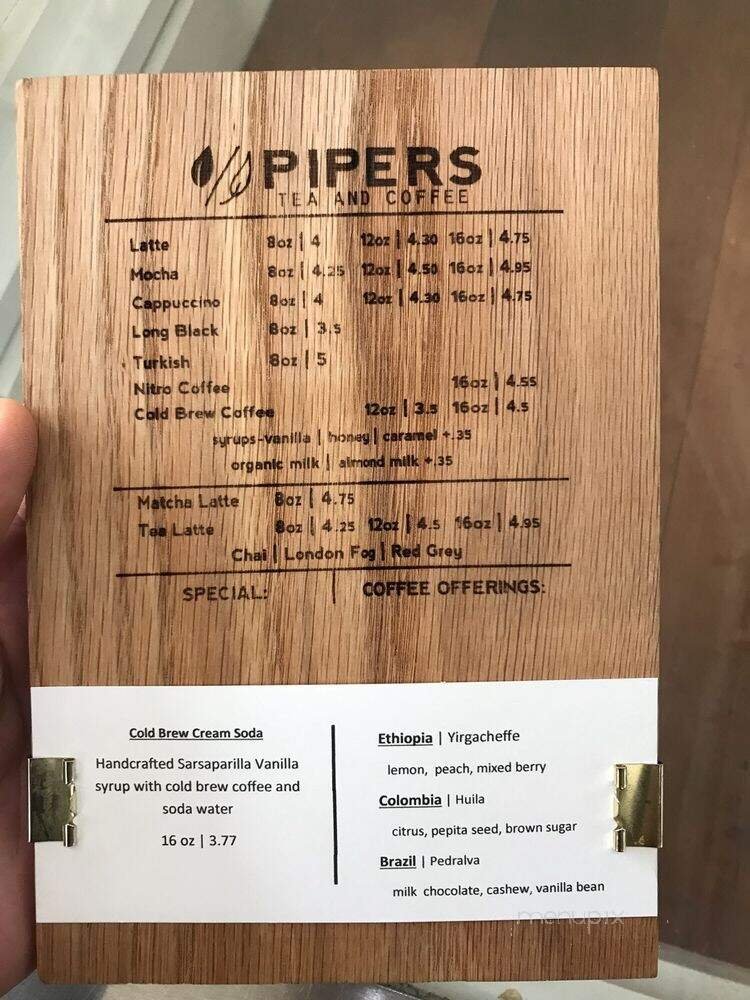 PIPERS
TEA AND COFFEE
Latte 8oz | 4 12oz | 4.30 16oz | 4.75
Mocha 8oz | 4.25 12oz | 4.50 16oz | 4.95
Cappuccino 8oz | 4 12oz | 4.30 16oz | 4.75
Long Black 8oz | 3.5
Turkish 8oz | 5
Nitro Coffee 16oz | 4.55
Cold Brew Coffee 12oz | 3.5 16oz | 4.5
syrups-vanilla | honey | caramel +.35
organic milk | almond milk +.35
Matcha Latte 8oz | 4.75
Tea Latte 8oz | 4.25 12oz | 4.5 16oz | 4.95
Chai | London Fog | Red Grey
SPECIAL: | COFFEE OFFERINGS:
Cold Brew Cream Soda
Handcrafted Sarsaparilla Vanilla
syrup with cold brew coffee and
soda water
16 oz | 3.77
Ethiopia | Yirgacheffe
lemon, peach, mixed berry
Colombia | Huila
citrus, pepita seed, brown sugar
Brazil | Pedralva
milk chocolate, cashew, vanilla bean
menupix